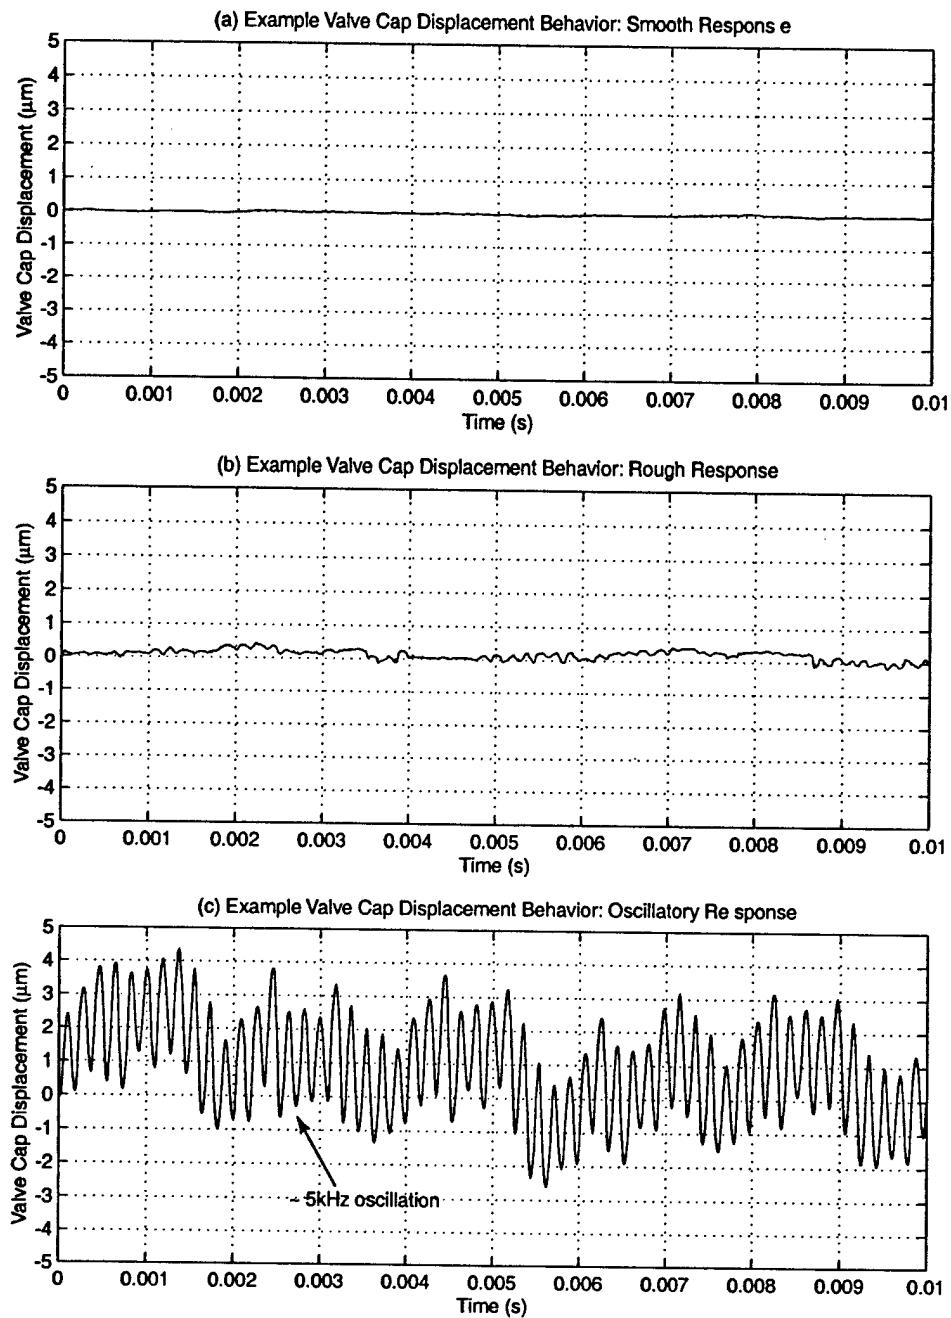 (a) Example Valve Cap Displacement Behavior: Smooth Respons e
5
4
3
2
1
0
-1
-2
-3
-4
-5
Valve Cap Displacement (μm)
0 0.001 0.002 0.003 0.004 0.005 0.006 0.007 0.008 0.009 0.01
Time (s)
(b) Example Valve Cap Displacement Behavior: Rough Response
5
4
3
2
1
0
-1
-2
-3
-4
-5
Valve Cap Displacement (μm)
0 0.001 0.002 0.003 0.004 0.005 0.006 0.007 0.008 0.009 0.01
Time (s)
(c) Example Valve Cap Displacement Behavior: Oscillatory Re sponse
5
4
3
2
1
0
-1
-2
-3
-4
-5
Valve Cap Displacement (μm)
~ 5kHz oscillation
0 0.001 0.002 0.003 0.004 0.005 0.006 0.007 0.008 0.009 0.01
Time (s)